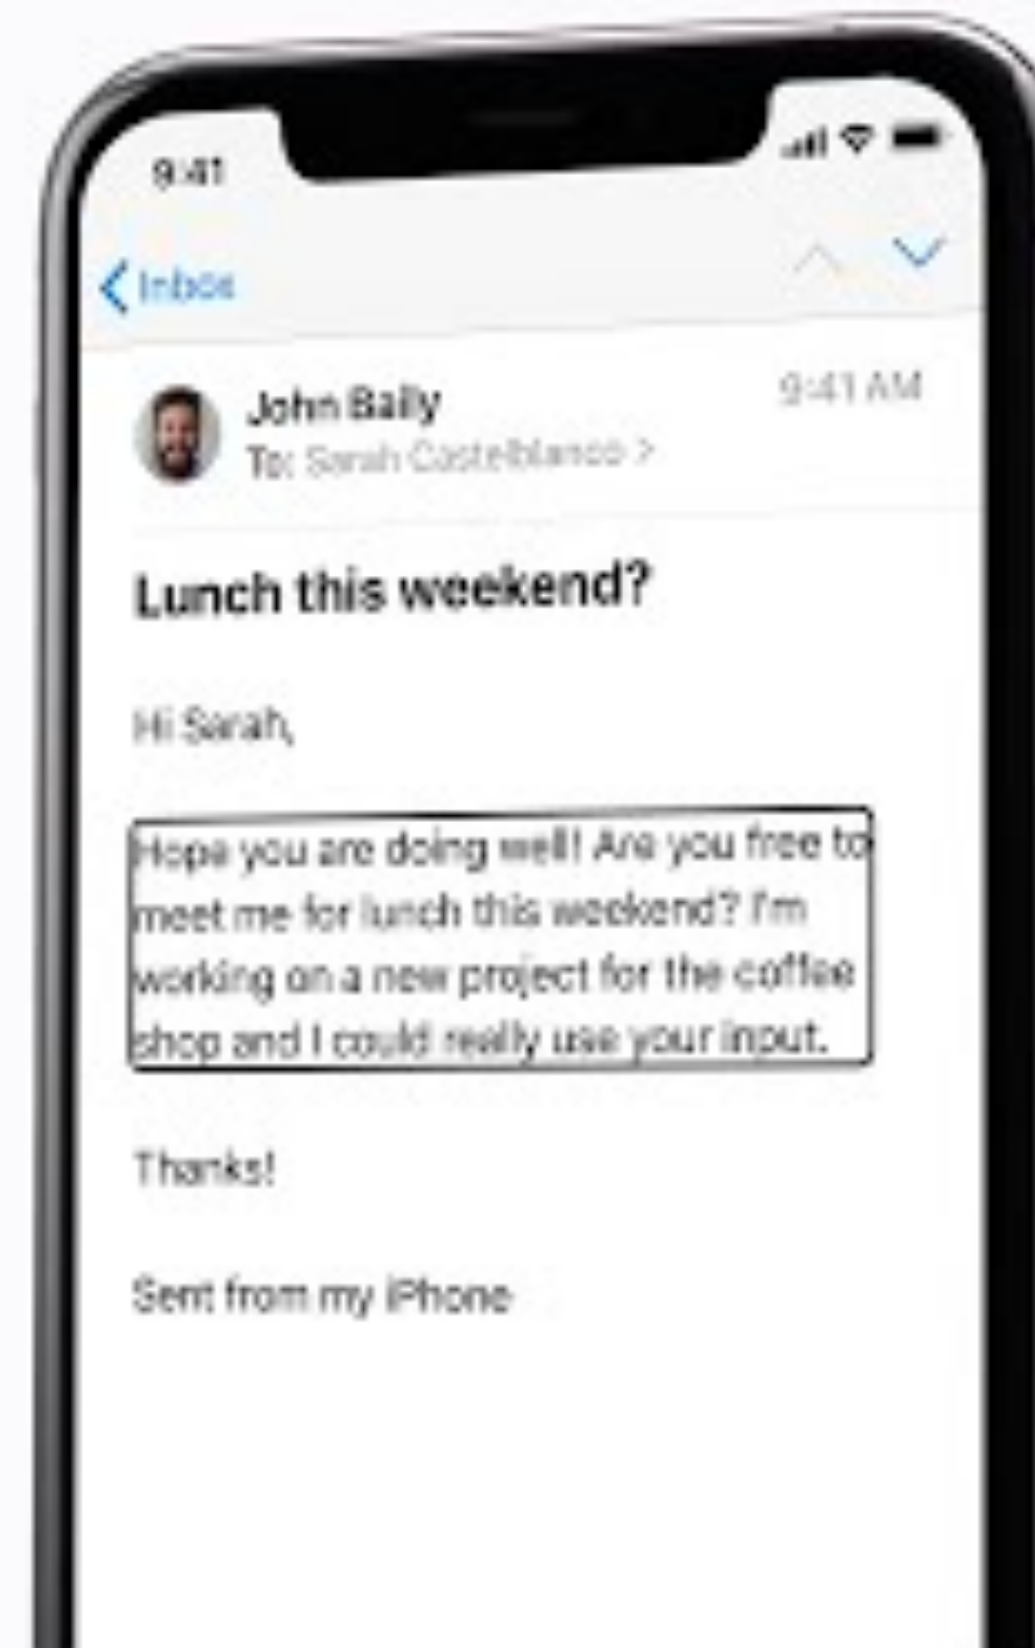 9:41
Inbox
John Baily
9:41 AM
To: Sarah Castelblanco >
Lunch this weekend?
Hi Sarah,
Hope you are doing well! Are you free to
meet me for lunch this weekend? I'm
working on a new project for the coffee
shop and I could really use your input.
Thanks!
Sent from my iPhone